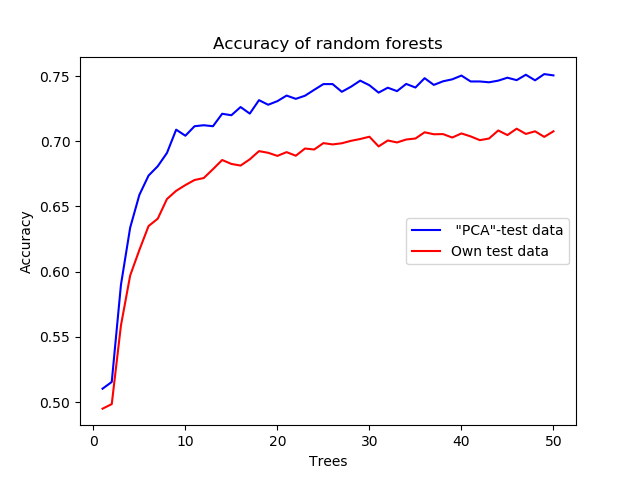 Accuracy of random forests
0.75
0.70
0.65
0.60
0.55
0.50
Accuracy
"PCA"-test data
Own test data
0 10 20 30 40 50
Trees